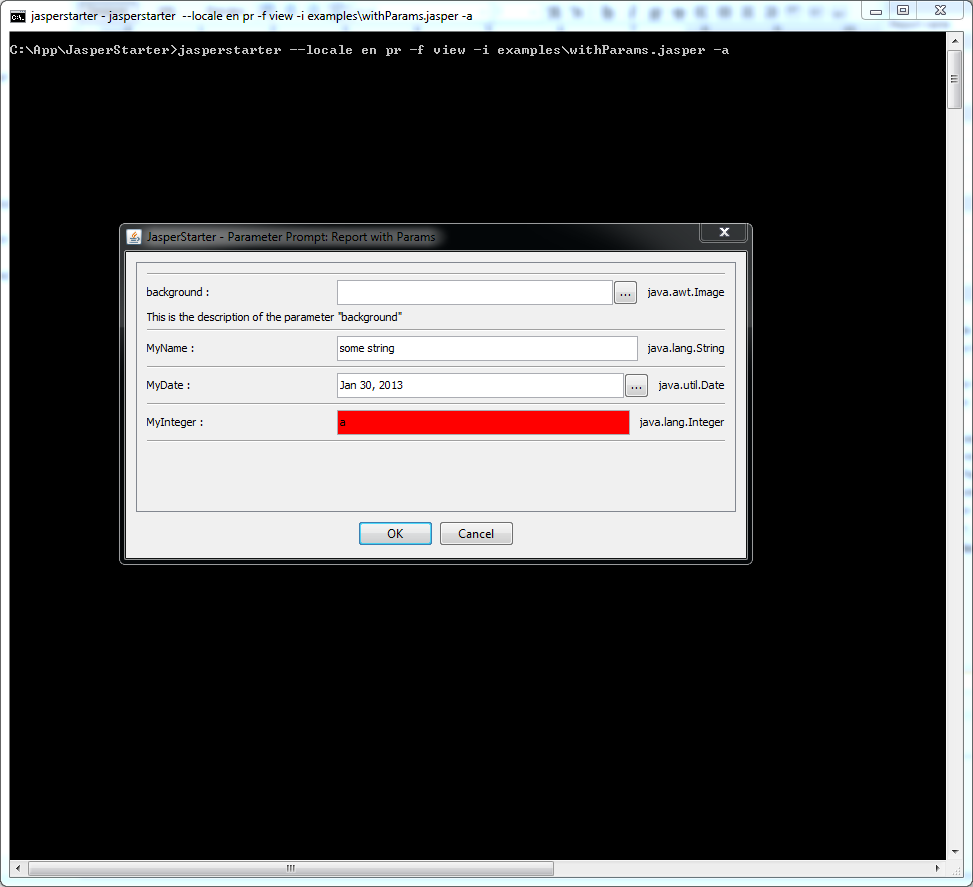 jasperstarter - jasperstarter --locale en pr -f view -i examples\withParams.jasper -a
C:\App\JasperStarter>jasperstarter --locale en pr -f view -i examples\withParams.jasper -a
JasperStarter - Parameter Prompt: Report with Params
background : ... java.awt.Image
This is the description of the parameter "background"
MyName : some string java.lang.String
MyDate : Jan 30, 2013 ... java.util.Date
MyInteger : a java.lang.Integer
OK Cancel